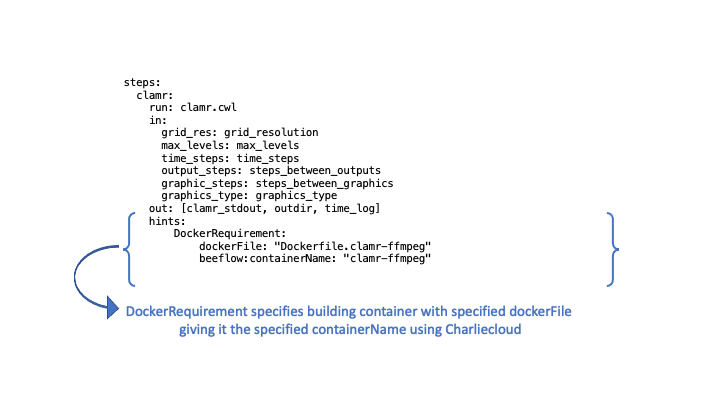 steps:
  clamr:
    run: clamr.cwl
    in:
      grid_res: grid_resolution
      max_levels: max_levels
      time_steps: time_steps
      output_steps: steps_between_outputs
      graphic_steps: steps_between_graphics
      graphics_type: graphics_type
    out: [clamr_stdout, outdir, time_log]
    hints:
        DockerRequirement:
            dockerFile: "Dockerfile.clamr-ffmpeg"
            beeflow:containerName: "clamr-ffmpeg"
DockerRequirement specifies building container with specified dockerFile
giving it the specified containerName using Charliecloud